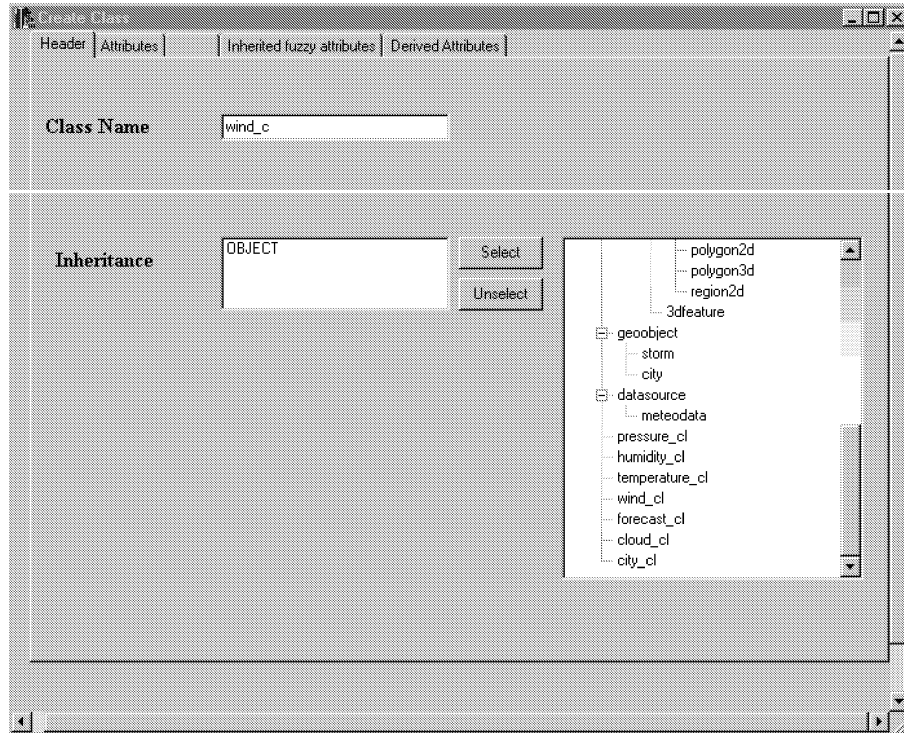 Create Class
Header Attributes Inherited fuzzy attributes Derived Attributes
Class Name wind_c
Inheritance OBJECT Select
Unselect
polygon2d
polygon3d
region2d
3dfeature
geoobject
storm
city
datasource
meteodata
pressure_cl
humidity_cl
temperature_cl
wind_cl
forecast_cl
cloud_cl
city_cl